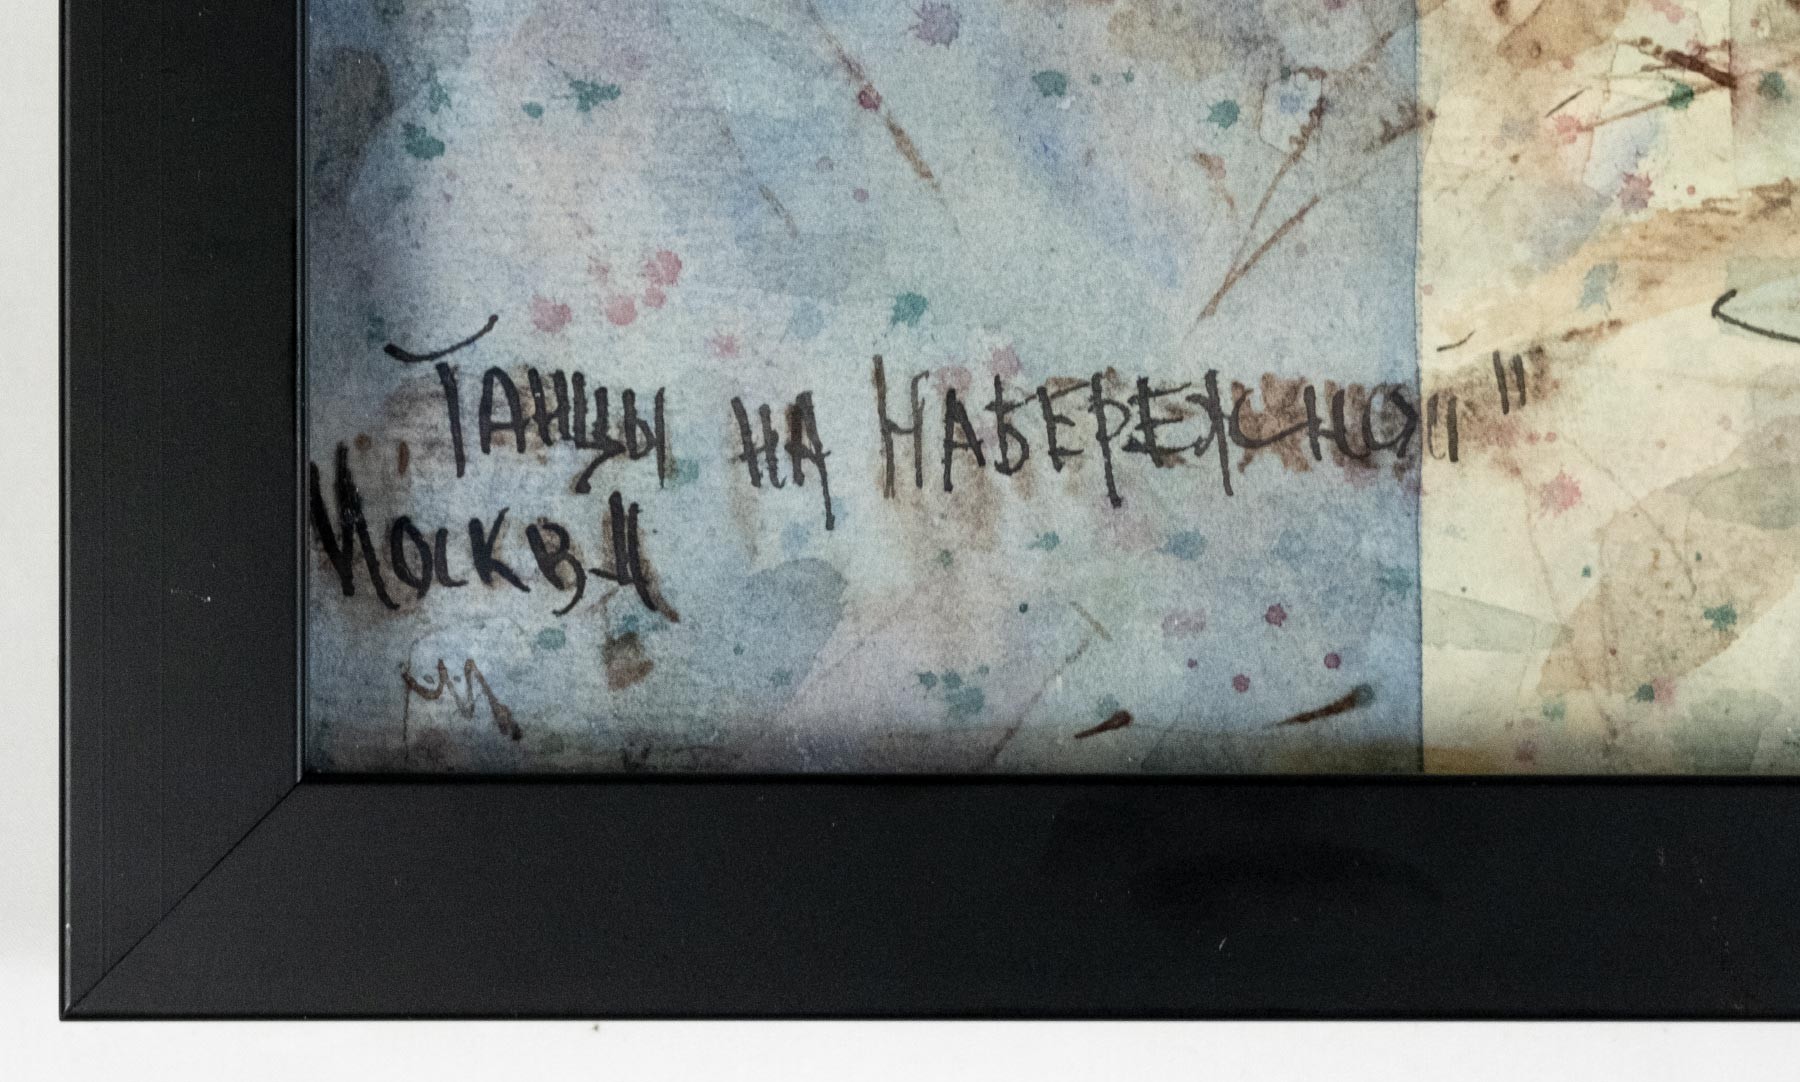 "Танцы на Набережной"
Москва